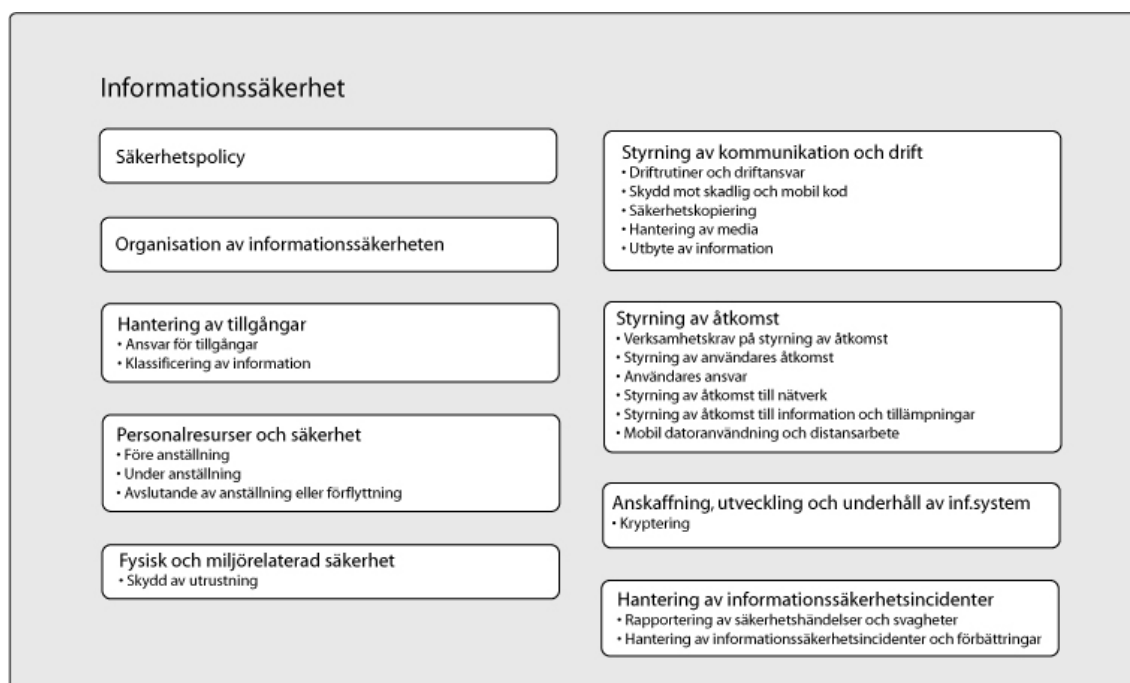 Informationssäkerhet
Säkerhetspolicy
Organisation av informationssäkerheten
Hantering av tillgångar
• Ansvar för tillgångar
• Klassificering av information
Personalresurser och säkerhet
• Före anställning
• Under anställning
• Avslutande av anställning eller förflyttning
Fysisk och miljörelaterad säkerhet
• Skydd av utrustning
Styrning av kommunikation och drift
• Driftrutiner och driftansvar
• Skydd mot skadlig och mobil kod
• Säkerhetskopiering
• Hantering av media
• Utbyte av information
Styrning av åtkomst
• Verksamhetskrav på styrning av åtkomst
• Styrning av användares åtkomst
• Användares ansvar
• Styrning av åtkomst till nätverk
• Styrning av åtkomst till information och tillämpningar
• Mobil datoranvändning och distansarbete
Anskaffning, utveckling och underhåll av inf.system
• Kryptering
Hantering av informationssäkerhetsincidenter
• Rapportering av säkerhetshändelser och svagheter
• Hantering av informationssäkerhetsincidenter och förbättringar